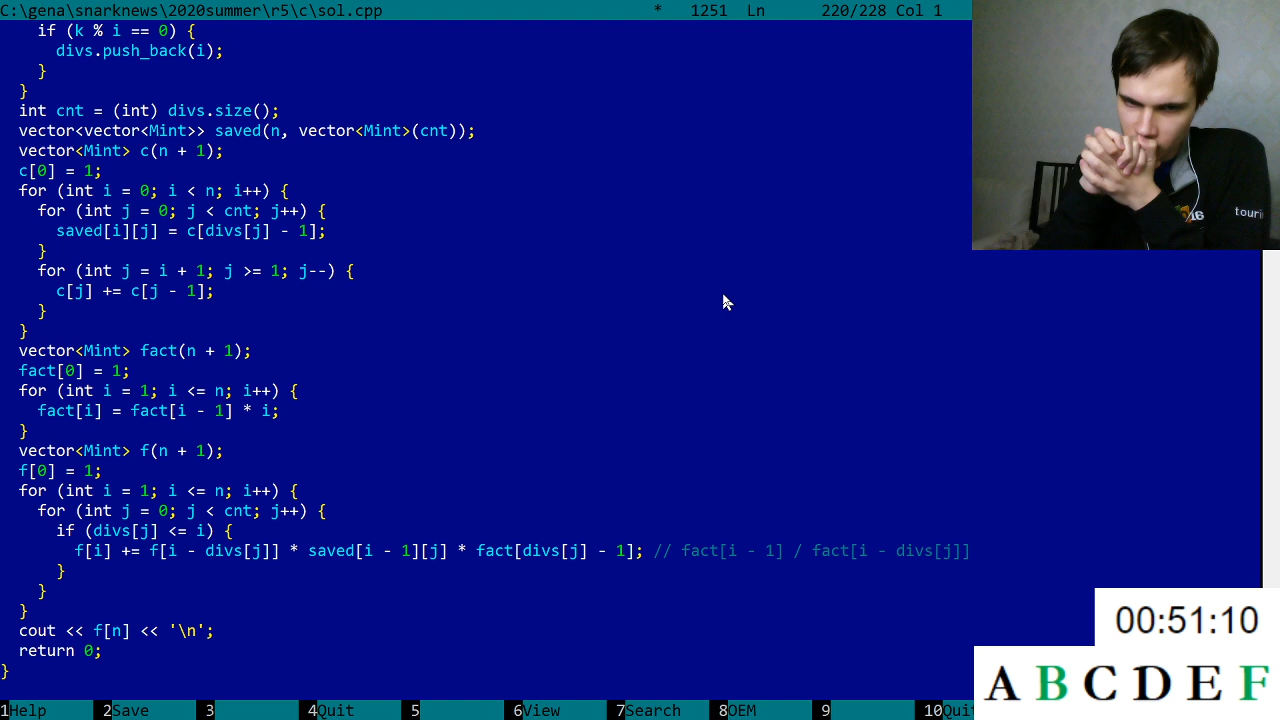 C:\gena\snarknews\2020summer\r5\c\sol.cpp * 1251 Ln 220/228 Col 1
if (k % i == 0) {
divs.push_back(i);
}
}
int cnt = (int) divs.size();
vector<vector<Mint>> saved(n, vector<Mint>(cnt));
vector<Mint> c(n + 1);
c[0] = 1;
for (int i = 0; i < n; i++) {
for (int j = 0; j < cnt; j++) {
saved[i][j] = c[divs[j] - 1];
}
for (int j = i + 1; j >= 1; j--) {
c[j] += c[j - 1];
}
}
vector<Mint> fact(n + 1);
fact[0] = 1;
for (int i = 1; i <= n; i++) {
fact[i] = fact[i - 1] * i;
}
vector<Mint> f(n + 1);
f[0] = 1;
for (int i = 1; i <= n; i++) {
for (int j = 0; j < cnt; j++) {
if (divs[j] <= i) {
f[i] += f[i - divs[j]] * saved[i - 1][j] * fact[divs[j] - 1]; // fact[i - 1] / fact[i - divs[j]]
}
}
}
cout << f[n] << '\n';
return 0;
}
1Help 2Save 3 4Quit 5 6View 7Search 8OEM 9 10Quit
touri
00:51:10
A B C D E F